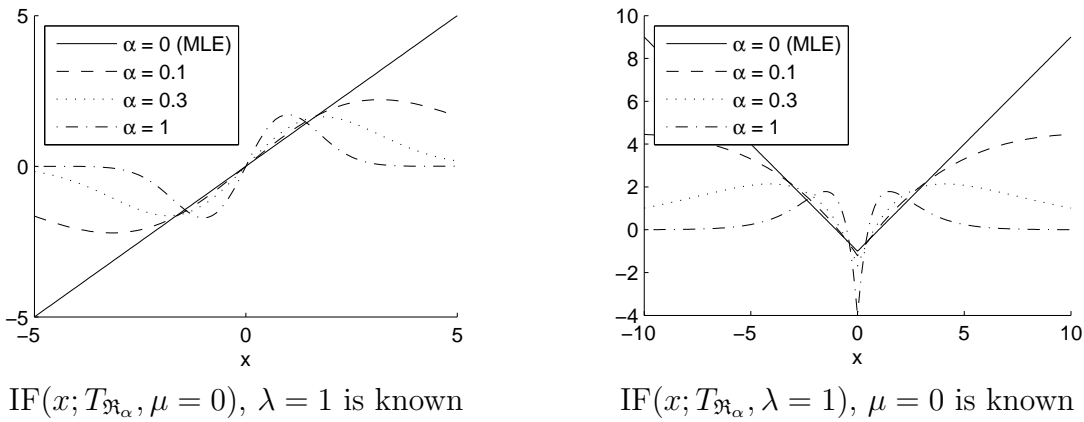 5
0
−5
−5
0
5
x
α = 0 (MLE)
α = 0.1
α = 0.3
α = 1
IF(x; T_{ℜ_α}, μ = 0), λ = 1 is known
10
8
6
4
2
0
−2
−4
−10
−5
0
5
10
x
α = 0 (MLE)
α = 0.1
α = 0.3
α = 1
IF(x; T_{ℜ_α}, λ = 1), μ = 0 is known